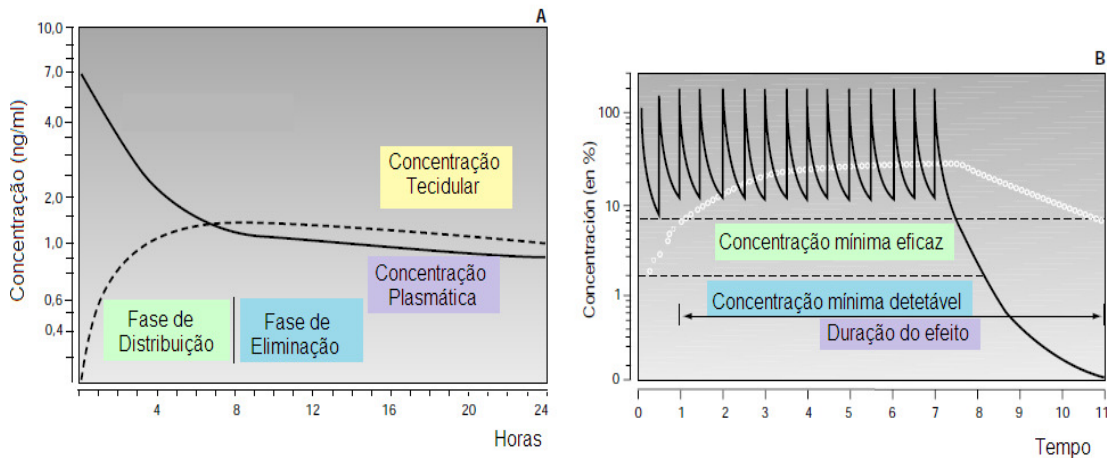 A
Concentração (ng/ml)
10,0
7,0
4,0
2,0
1,0
0,6
0,4
Concentração
Tecidular
Concentração
Plasmática
Fase de
Distribuição
Fase de
Eliminação
4
8
12
16
20
24
Horas
B
Concentración (en %)
100
10
1
0
Concentração mínima eficaz
Concentração mínima detetável
Duração do efeito
0
1
2
3
4
5
6
7
8
9
10
11
Tempo